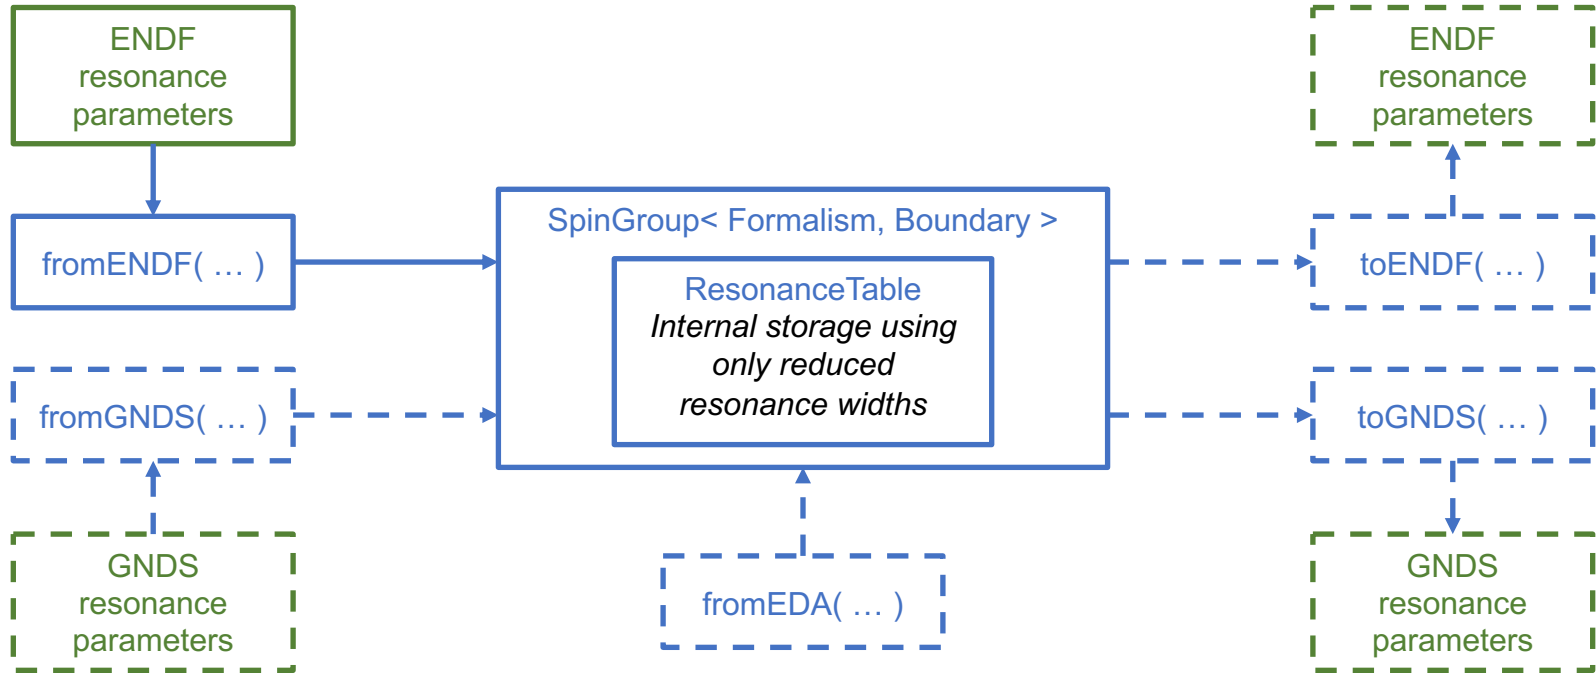 ENDF
resonance
parameters
fromENDF( … )
fromGNDS( … )
GNDS
resonance
parameters
SpinGroup< Formalism, Boundary >
ResonanceTable
Internal storage using
only reduced
resonance widths
fromEDA( … )
ENDF
resonance
parameters
toENDF( … )
toGNDS( … )
GNDS
resonance
parameters